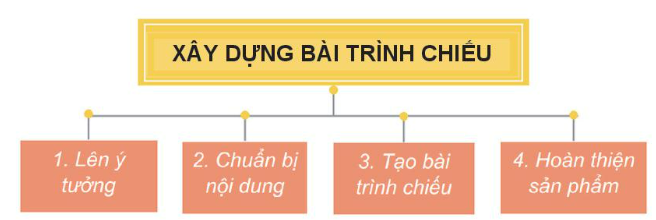 XÂY DỰNG BÀI TRÌNH CHIẾU
1. Lên ý
tưởng
2. Chuẩn bị
nội dung
3. Tạo bài
trình chiếu
4. Hoàn thiện
sản phẩm